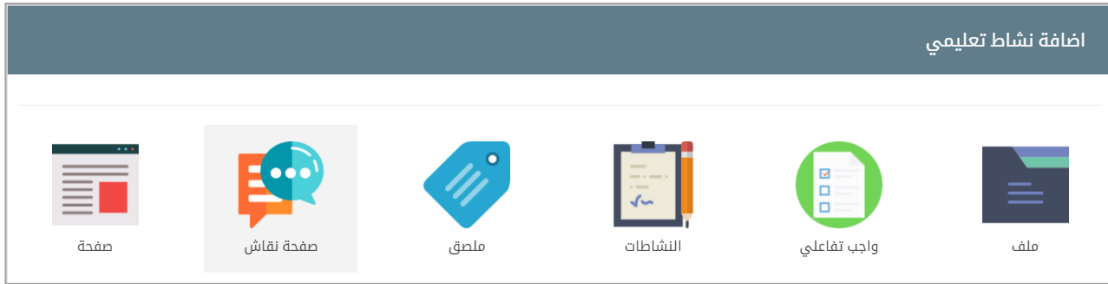 اضافة نشاط تعليمي
ملف
واجب تفاعلي
النشاطات
ملصق
صفحة نقاش
صفحة